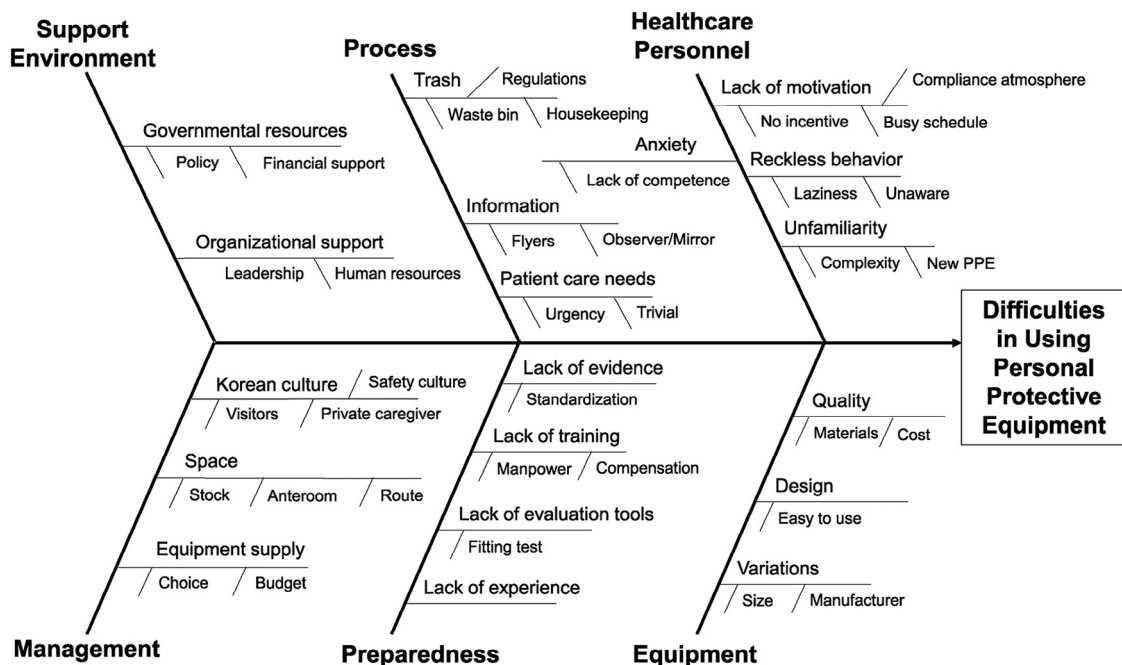 Support
Environment
Process
Healthcare
Personnel
Governmental resources
Policy
Financial support
Organizational support
Leadership
Human resources
Trash
Regulations
Waste bin
Housekeeping
Information
Flyers
Observer/Mirror
Patient care needs
Urgency
Trivial
Lack of motivation
Compliance atmosphere
No incentive
Busy schedule
Anxiety
Lack of competence
Reckless behavior
Laziness
Unaware
Unfamiliarity
Complexity
New PPE
Difficulties
in Using
Personal
Protective
Equipment
Korean culture
Safety culture
Visitors
Private caregiver
Space
Stock
Anteroom
Route
Equipment supply
Choice
Budget
Management
Lack of evidence
Standardization
Lack of training
Manpower
Compensation
Lack of evaluation tools
Fitting test
Lack of experience
Preparedness
Quality
Materials
Cost
Design
Easy to use
Variations
Size
Manufacturer
Equipment